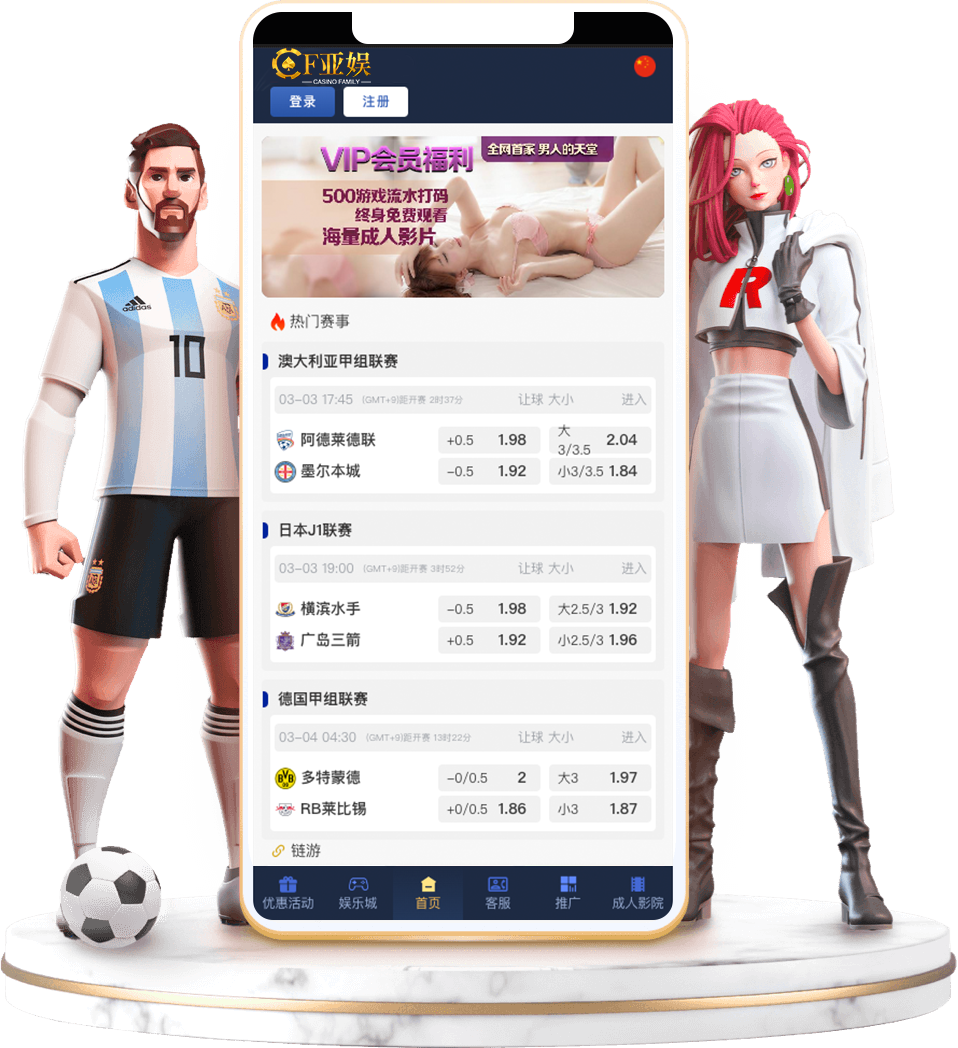 CF亚娱
CASINO FAMILY
登录 注册
VIP会员福利
全网首家 男人的天堂
500游戏流水打码
终身免费观看
海量成人影片
热门赛事
澳大利亚甲组联赛
03-03 17:45 (GMT+9)距开赛 2时37分 让球 大小 进入
阿德莱德联 +0.5 1.98 大3/3.5 2.04
墨尔本城 -0.5 1.92 小3/3.5 1.84
日本J1联赛
03-03 19:00 (GMT+9)距开赛 3时52分 让球 大小 进入
横滨水手 -0.5 1.98 大2.5/3 1.92
广岛三箭 +0.5 1.92 小2.5/3 1.96
德国甲组联赛
03-04 04:30 (GMT+9)距开赛 13时22分 让球 大小 进入
多特蒙德 -0/0.5 2 大3 1.97
RB莱比锡 +0/0.5 1.86 小3 1.87
链游
优惠活动 娱乐城 首页 客服 推广 成人影院
adidas
10
R
BVB
09